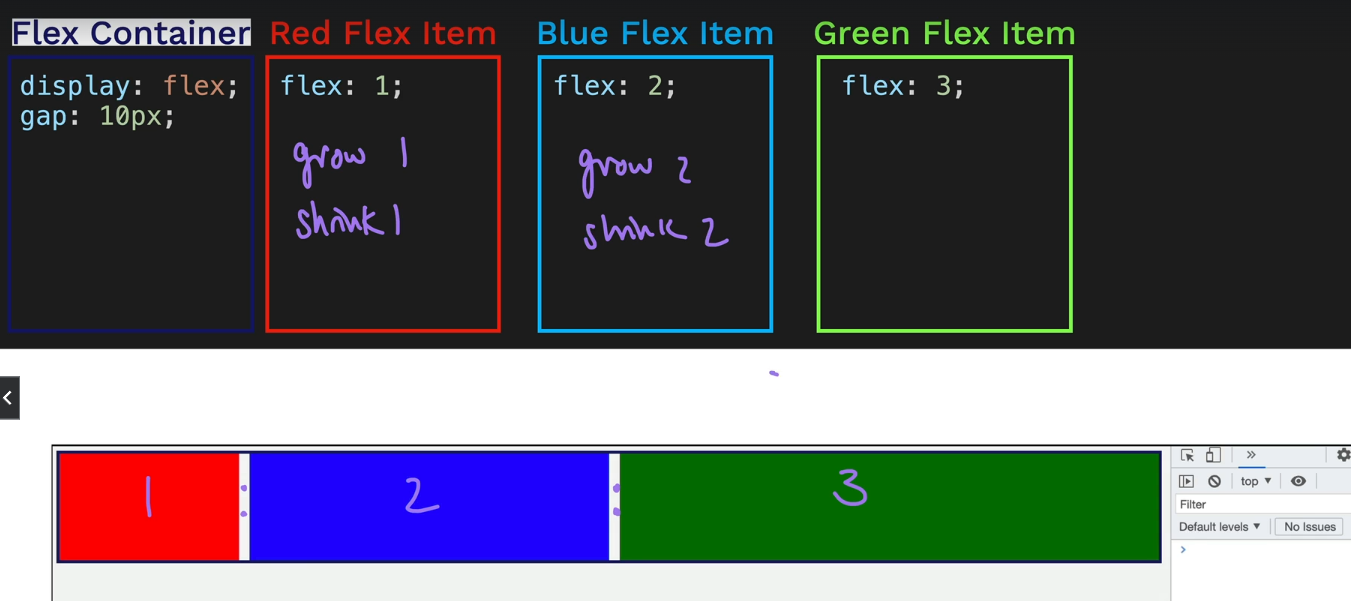 Flex Container
display: flex;
gap: 10px;
Red Flex Item
flex: 1;
grow 1
shrink 1
Blue Flex Item
flex: 2;
grow 2
shrink 2
Green Flex Item
flex: 3;
1 : 2 : 3
top
Filter
Default levels
No Issues